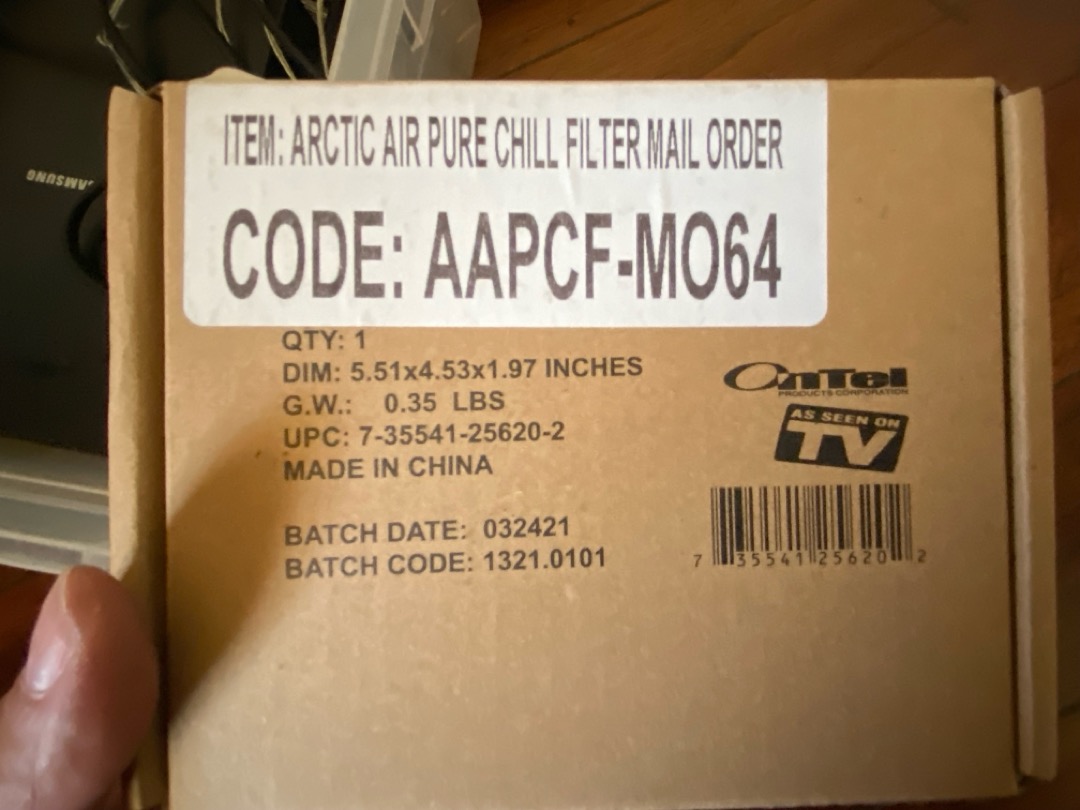 ITEM: ARCTIC AIR PURE CHILL FILTER MAIL ORDER
CODE: AAPCF-MO64
QTY: 1
DIM: 5.51x4.53x1.97 INCHES
G.W.: 0.35 LBS
UPC: 7-35541-25620-2
MADE IN CHINA
BATCH DATE: 032421
BATCH CODE: 1321.0101
OnTel
PRODUCTS CORPORATION
AS SEEN ON
TV
7 35541 25620 2
SAMSUNG